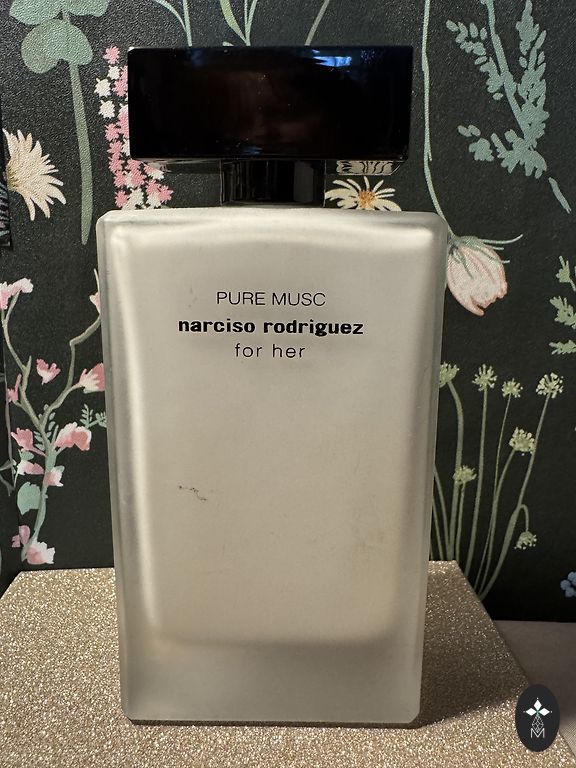 PURE MUSC
narciso rodriguez
for her
M